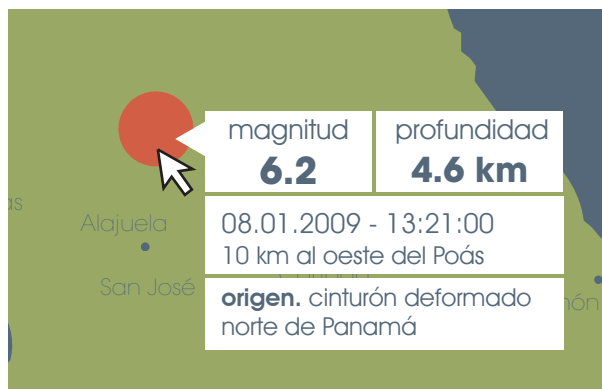 magnitud
6.2
profundidad
4.6 km
08.01.2009 - 13:21:00
10 km al oeste del Poás
origen. cinturón deformado
norte de Panamá
Alajuela
San José